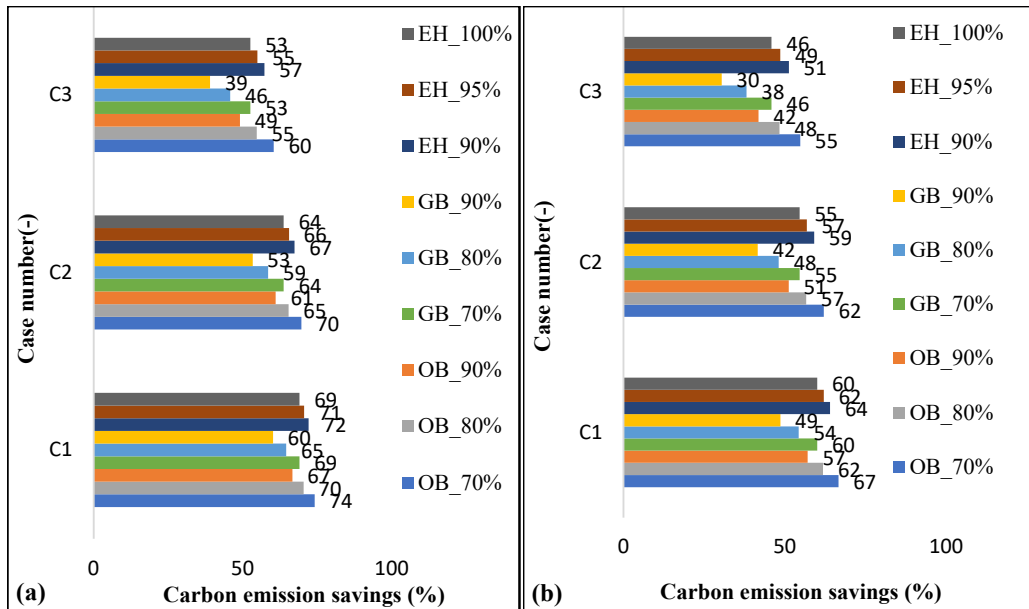 C3
53
55
57
39
46
53
49
55
60
C2
64
66
67
53
59
64
61
65
70
C1
69
71
72
60
65
69
67
70
74
Case number(-)
0
50
100
Carbon emission savings (%)
(a)
EH_100%
EH_95%
EH_90%
GB_90%
GB_80%
GB_70%
OB_90%
OB_80%
OB_70%
C3
46
49
51
30
38
46
42
48
55
C2
55
57
59
42
48
55
51
57
62
C1
60
62
64
49
54
60
57
62
67
Case number(-)
0
50
100
Carbon emission savings (%)
(b)
EH_100%
EH_95%
EH_90%
GB_90%
GB_80%
GB_70%
OB_90%
OB_80%
OB_70%